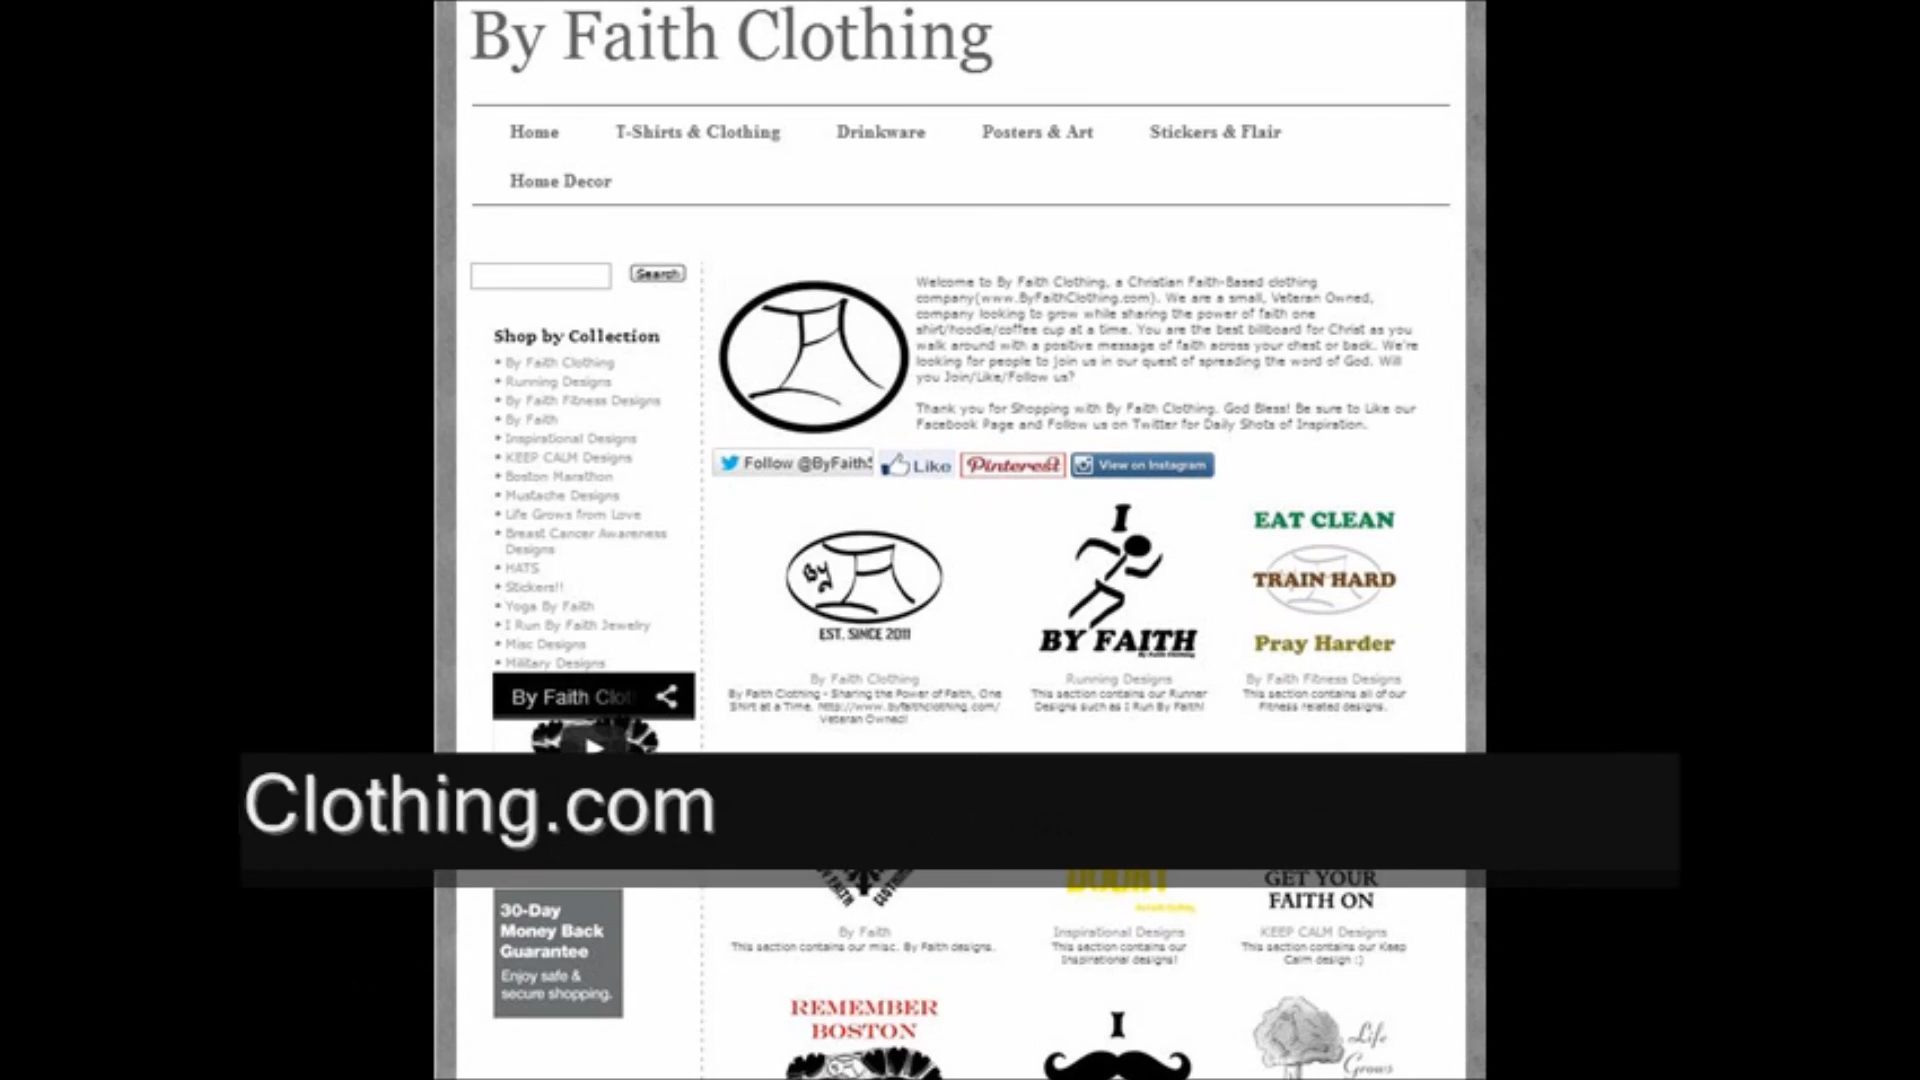 By Faith Clothing
Home
T-Shirts & Clothing
Drinkware
Posters & Art
Stickers & Flair
Home Decor
Search
Shop by Collection
By Faith Clothing
Running Designs
By Faith Fitness Designs
By Faith
Inspirational Designs
KEEP CALM Designs
Boston Marathon
Mustache Designs
Life Grows from Love
Breast Cancer Awareness
Designs
HATS
Stickers!!
Yoga By Faith
I Run By Faith Jewelry
Misc Designs
Military Designs
By Faith Clot
30-Day
Money Back
Guarantee
Enjoy safe &
secure shopping.
Welcome to By Faith Clothing, a Christian Faith-Based clothing
company(www.ByFaithClothing.com). We are a small, Veteran Owned,
company looking to grow while sharing the power of faith one
shirt/hoodie/coffee cup at a time. You are the best billboard for Christ as you
walk around with a positive message of faith across your chest or back. We're
looking for people to join us in our quest of spreading the word of God. Will
you Join/Like/Follow us?
Thank you for Shopping with By Faith Clothing. God Bless! Be sure to Like our
Facebook Page and Follow us on Twitter for Daily Shots of Inspiration.
Follow @ByFaith
Like
Pinterest
View on Instagram
By
EST. SINCE 2011
By Faith Clothing
By Faith Clothing - Sharing the Power of Faith, One
Shirt at a Time. http://www.byfaithclothing.com/
Veteran Owned!
I
BY FAITH
Running Designs
This section contains our Runner
Designs such as I Run By Faith!
EAT CLEAN
TRAIN HARD
Pray Harder
By Faith Fitness Designs
This section contains all of our
Fitness related designs.
Clothing.com
BY FAITH
By Faith
This section contains our misc. By Faith designs.
Inspirational Designs
This section contains our
Inspirational designs!
GET YOUR
FAITH ON
KEEP CALM Designs
This section contains our Keep
Calm design :)
REMEMBER
BOSTON
I
Life
Grows